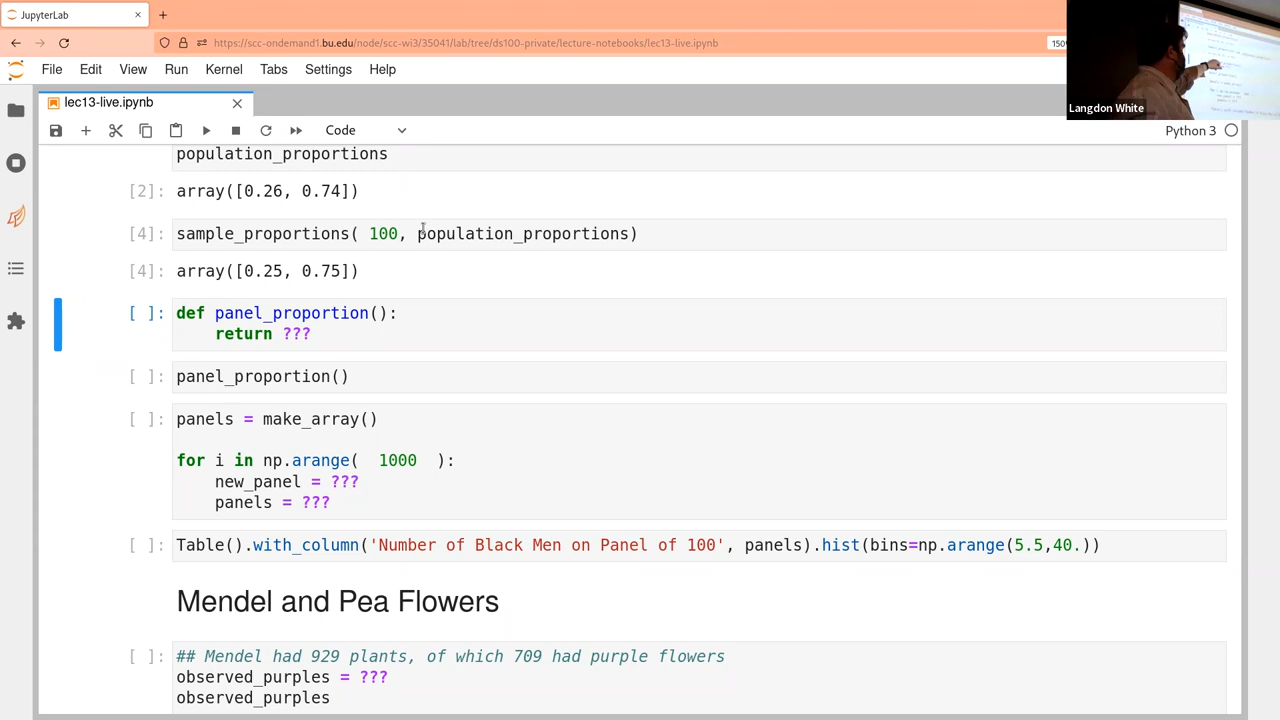 JupyterLab
https://scc-ondemand1.bu.edu/node/scc-wi3/35041/lab/tree/ds100-private/lecture-notebooks/lec13-live.ipynb
150
File Edit View Run Kernel Tabs Settings Help
Langdon White
lec13-live.ipynb
Code
Python 3
population_proportions
[2]: array([0.26, 0.74])
[4]: sample_proportions( 100, population_proportions)
[4]: array([0.25, 0.75])
[ ]: def panel_proportion():
return ???
[ ]: panel_proportion()
[ ]: panels = make_array()
for i in np.arange(  1000  ):
new_panel = ???
panels = ???
[ ]: Table().with_column('Number of Black Men on Panel of 100', panels).hist(bins=np.arange(5.5,40.))
Mendel and Pea Flowers
[ ]: ## Mendel had 929 plants, of which 709 had purple flowers
observed_purples = ???
observed_purples